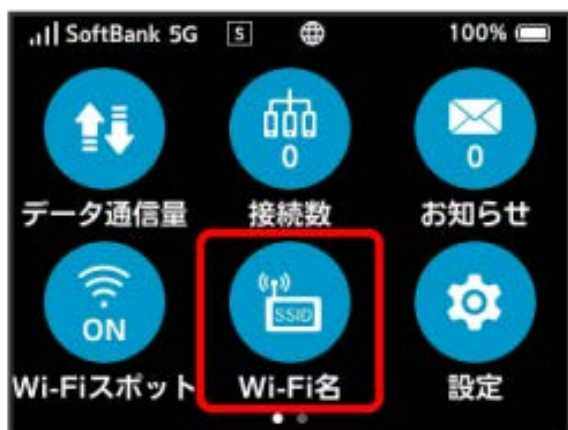 SoftBank 5G S 100%
0 0
データ通信量 接続数 お知らせ
ON SSID
Wi-Fiスポット Wi-Fi名 設定